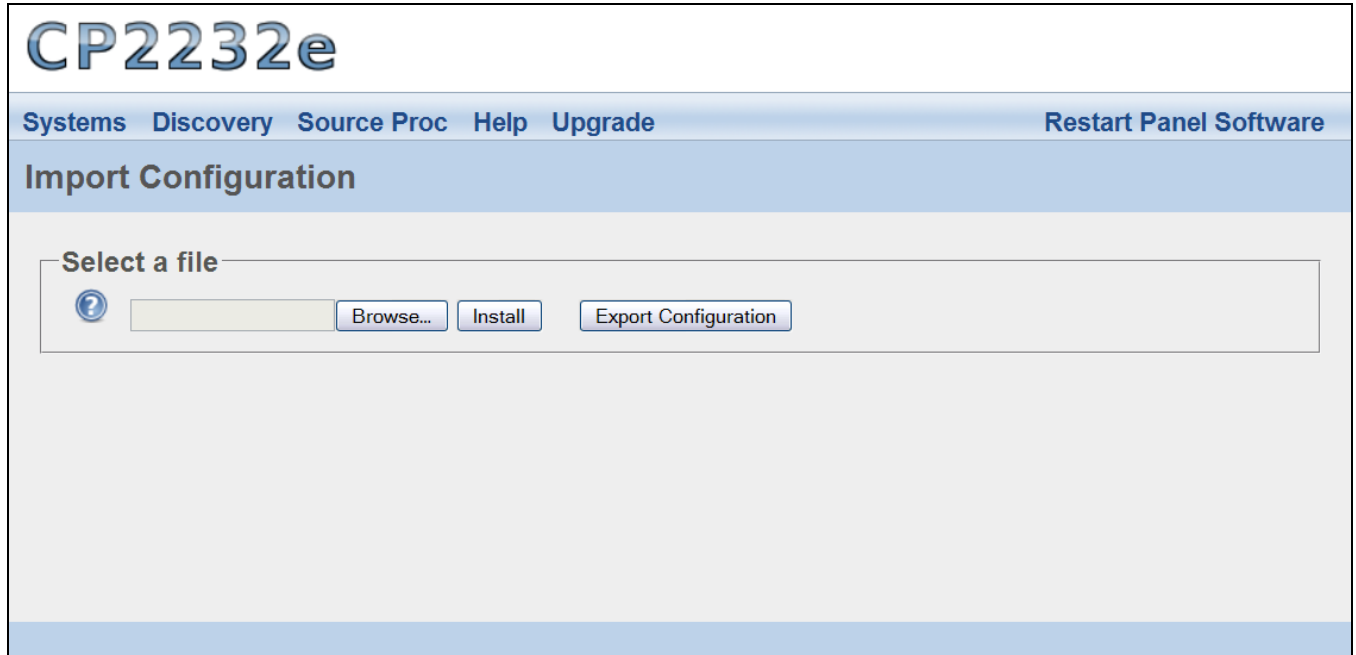 CP2232e
Systems Discovery Source Proc Help Upgrade Restart Panel Software
Import Configuration
Select a file
? Browse... Install Export Configuration